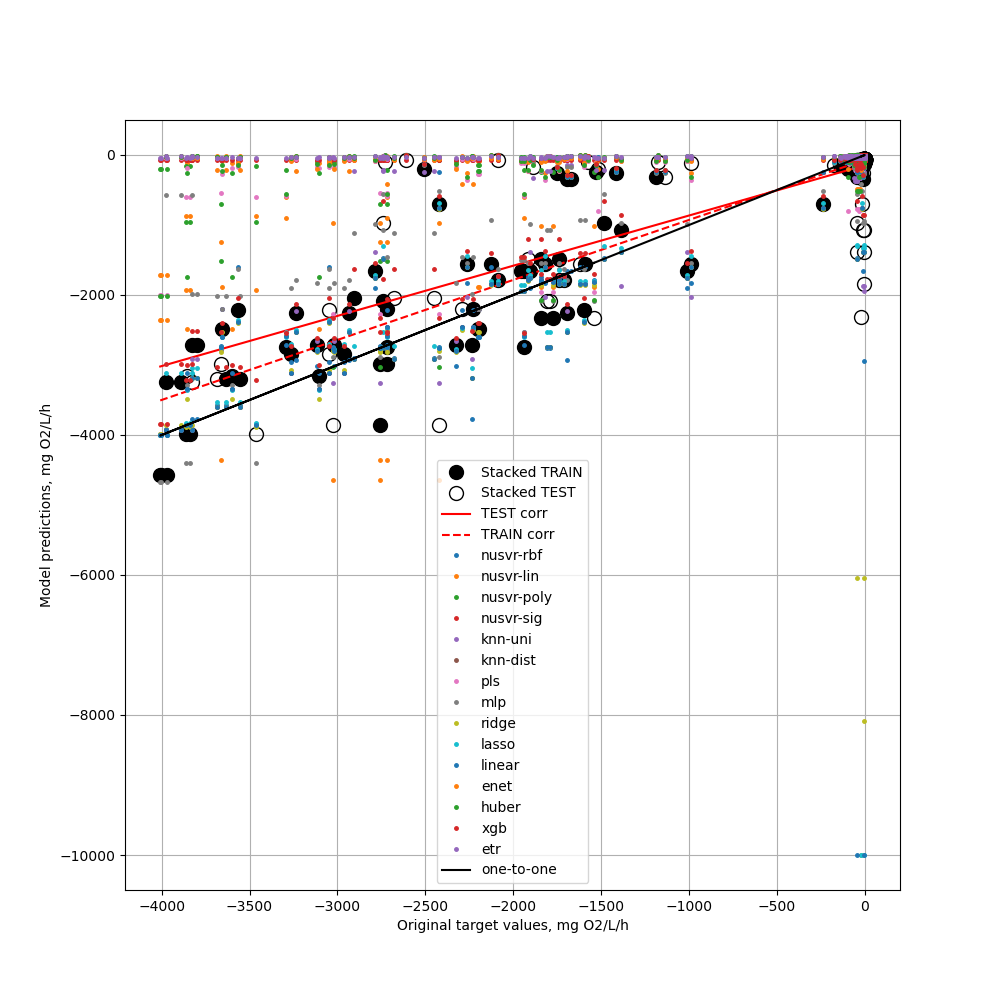 0
−2000
−4000
−6000
−8000
−10000
Model predictions, mg O2/L/h
Stacked TRAIN
Stacked TEST
TEST corr
TRAIN corr
nusvr-rbf
nusvr-lin
nusvr-poly
nusvr-sig
knn-uni
knn-dist
pls
mlp
ridge
lasso
linear
enet
huber
xgb
etr
one-to-one
−4000 −3500 −3000 −2500 −2000 −1500 −1000 −500 0
Original target values, mg O2/L/h